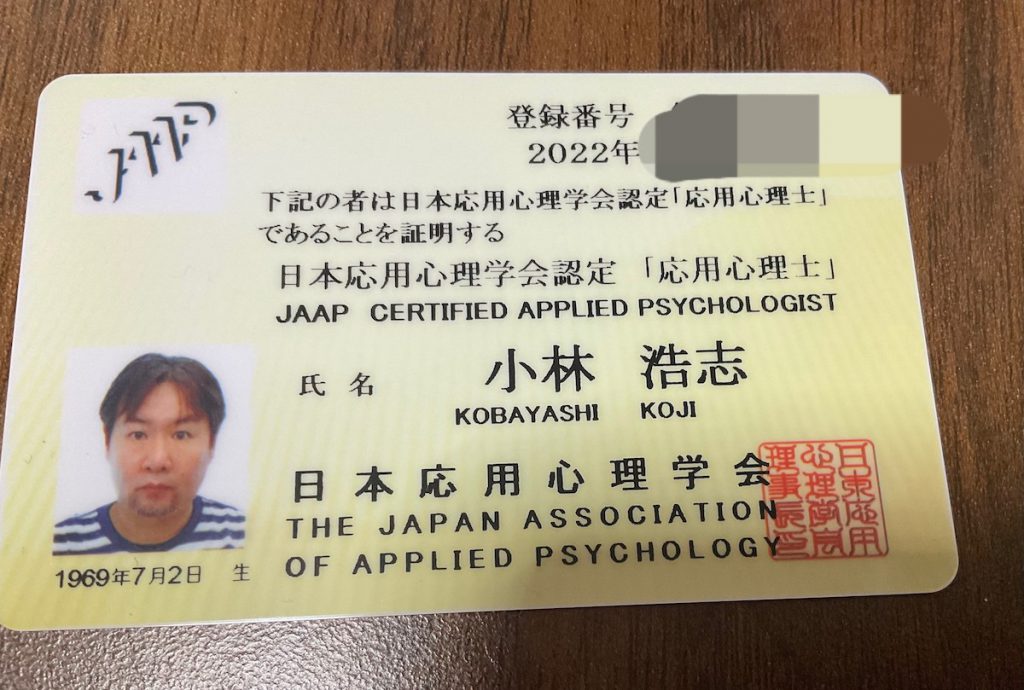 JAAP
登録番号
2022年
下記の者は日本応用心理学会認定「応用心理士」
であることを証明する
日本応用心理学会認定 「応用心理士」
JAAP CERTIFIED APPLIED PSYCHOLOGIST
氏 名 小林 浩志
KOBAYASHI KOJI
日本応用心理学会
THE JAPAN ASSOCIATION
OF APPLIED PSYCHOLOGY
1969年7月2日 生